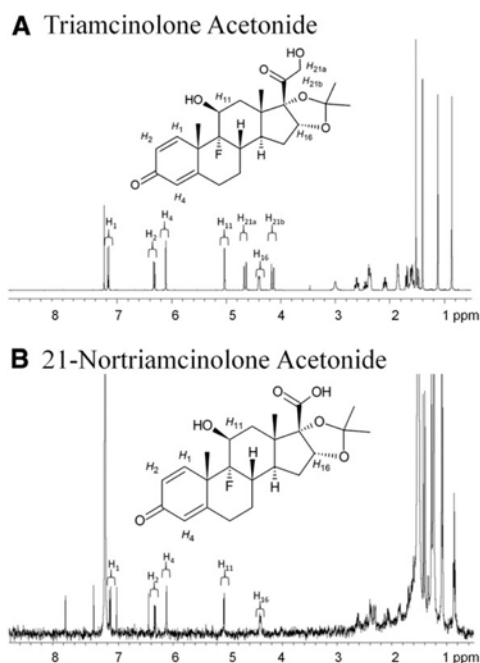 A Triamcinolone Acetonide
HO
O
H21a
H21b
HO
H11
O
H1
H2
F
H
H
O
H16
O
H4
H1
H2
H4
H11
H21a
H16
H21b
8 7 6 5 4 3 2 1 ppm
B 21-Nortriamcinolone Acetonide
O
OH
HO
H11
O
H1
H2
F
H
H
O
H16
O
H4
H1
H2
H4
H11
H16
8 7 6 5 4 3 2 1 ppm